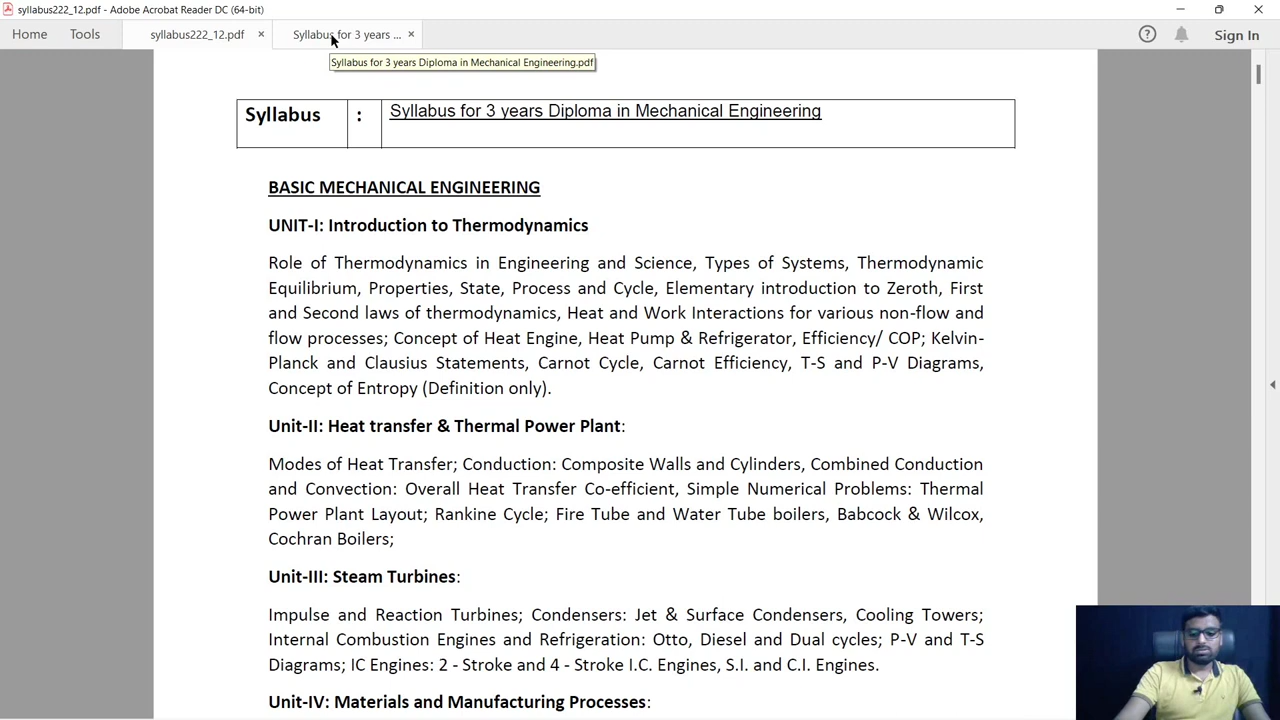 syllabus222_12.pdf - Adobe Acrobat Reader DC (64-bit)
Home Tools syllabus222_12.pdf × Syllabus for 3 years ... × Sign In
Syllabus for 3 years Diploma in Mechanical Engineering.pdf
Syllabus : Syllabus for 3 years Diploma in Mechanical Engineering
BASIC MECHANICAL ENGINEERING
UNIT-I: Introduction to Thermodynamics
Role of Thermodynamics in Engineering and Science, Types of Systems, Thermodynamic
Equilibrium, Properties, State, Process and Cycle, Elementary introduction to Zeroth, First
and Second laws of thermodynamics, Heat and Work Interactions for various non-flow and
flow processes; Concept of Heat Engine, Heat Pump & Refrigerator, Efficiency/ COP; Kelvin-
Planck and Clausius Statements, Carnot Cycle, Carnot Efficiency, T-S and P-V Diagrams,
Concept of Entropy (Definition only).
Unit-II: Heat transfer & Thermal Power Plant:
Modes of Heat Transfer; Conduction: Composite Walls and Cylinders, Combined Conduction
and Convection: Overall Heat Transfer Co-efficient, Simple Numerical Problems: Thermal
Power Plant Layout; Rankine Cycle; Fire Tube and Water Tube boilers, Babcock & Wilcox,
Cochran Boilers;
Unit-III: Steam Turbines:
Impulse and Reaction Turbines; Condensers: Jet & Surface Condensers, Cooling Towers;
Internal Combustion Engines and Refrigeration: Otto, Diesel and Dual cycles; P-V and T-S
Diagrams; IC Engines: 2 - Stroke and 4 - Stroke I.C. Engines, S.I. and C.I. Engines.
Unit-IV: Materials and Manufacturing Processes: